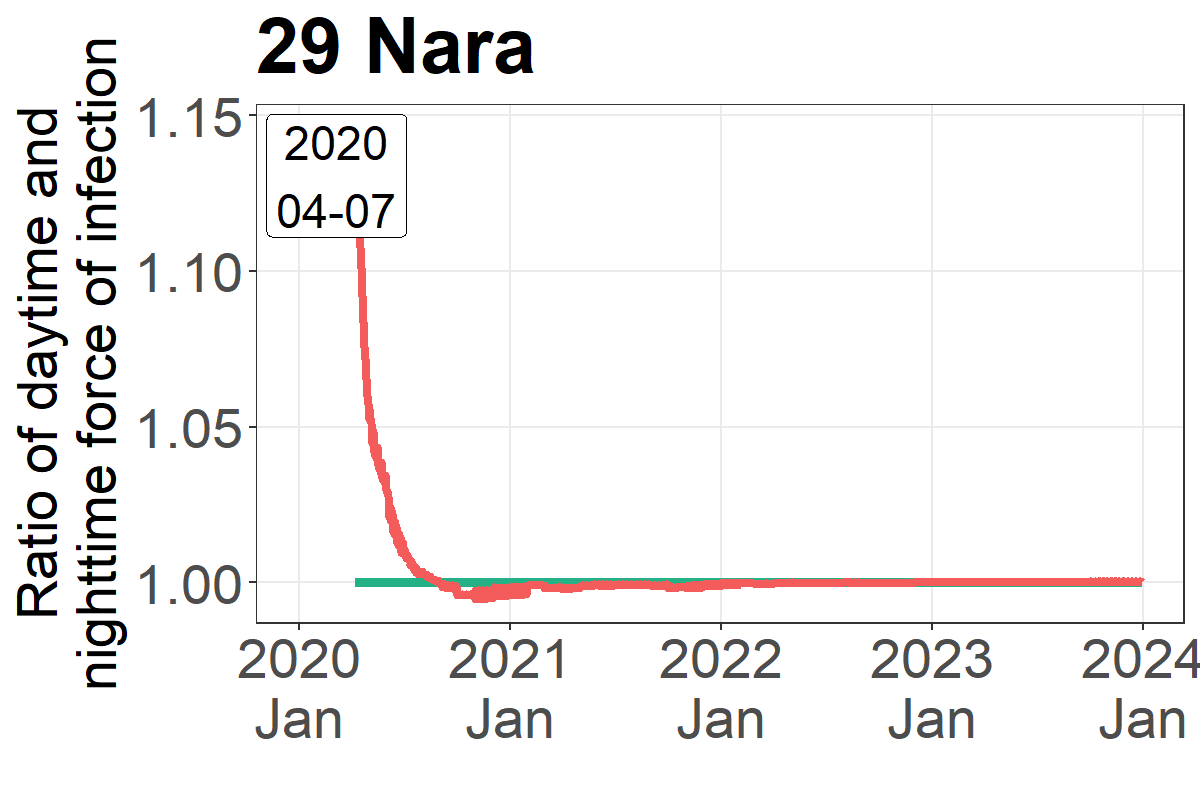 29 Nara
Ratio of daytime and
nighttime force of infection
1.15
1.10
1.05
1.00
2020
04-07
2020 2021 2022 2023 2024
Jan Jan Jan Jan Jan